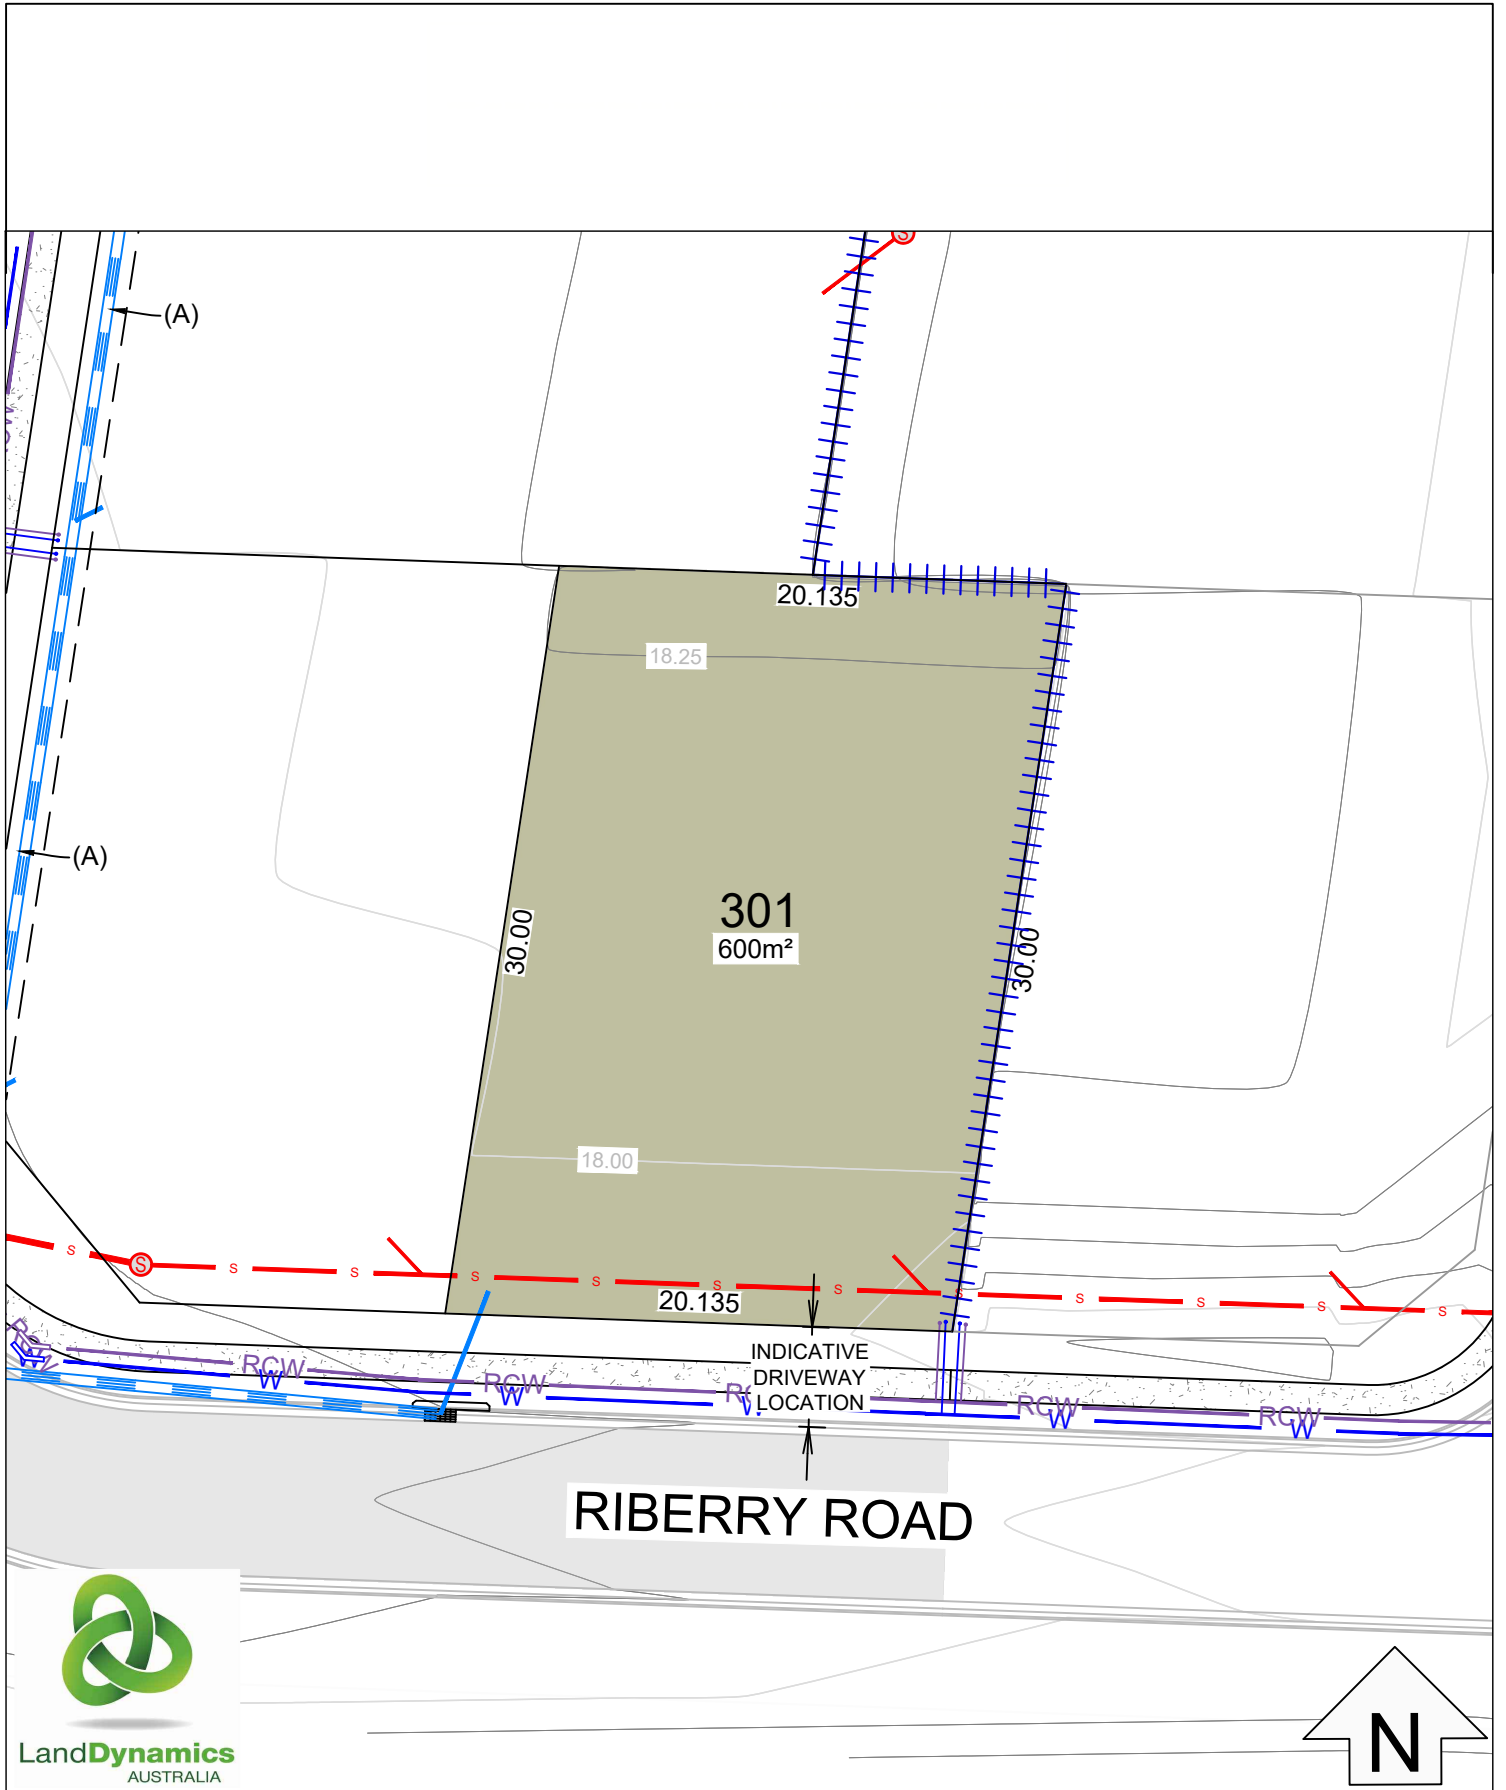 S
(A)
20.135
18.25
(A)
301
600m²
30.00
30.00
18.00
S
S
S
S
S
S
S
S
S
S
S
S
S
20.135
INDICATIVE
DRIVEWAY
LOCATION
RCW
RCW
RCW
RCW
W
W
W
W
W
RIBERRY ROAD
LandDynamics
AUSTRALIA
N